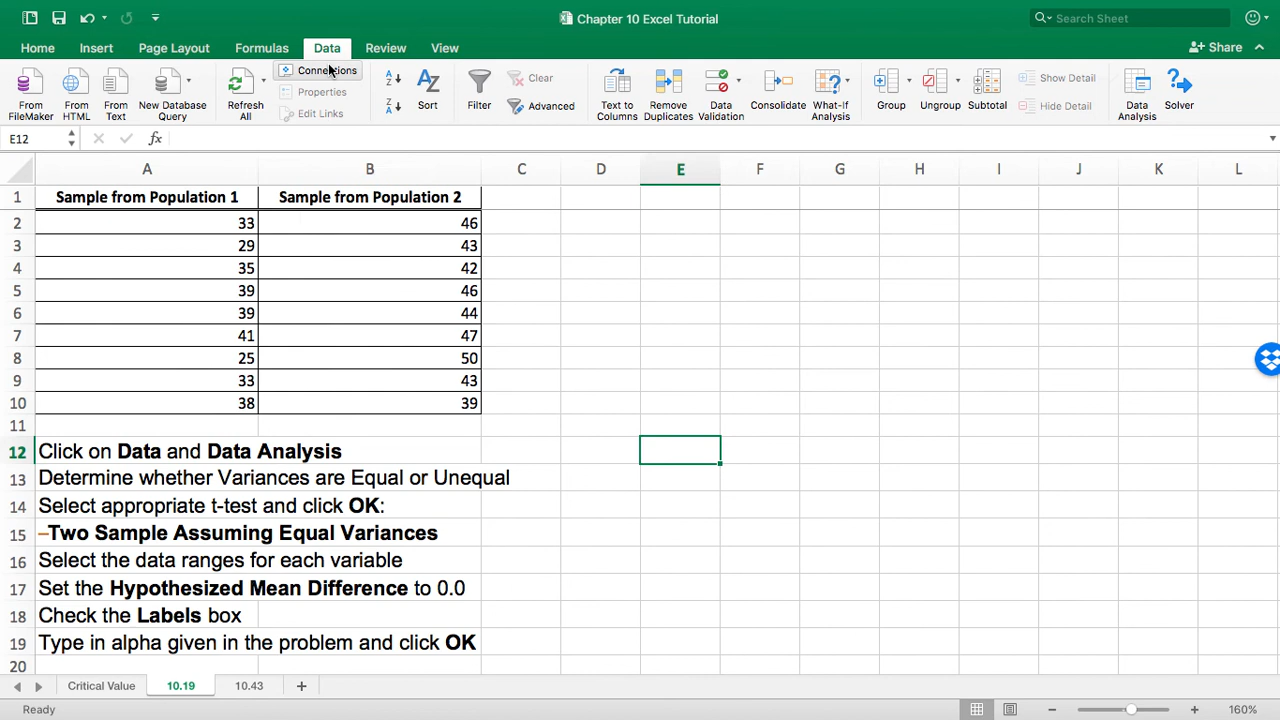 Chapter 10 Excel Tutorial
Search Sheet
Home Insert Page Layout Formulas Data Review View
Share
From FileMaker
From HTML
From Text
New Database Query
Refresh All
Connections
Properties
Edit Links
Sort
Filter
Clear
Advanced
Text to Columns
Remove Duplicates
Data Validation
Consolidate
What-If Analysis
Group
Ungroup
Subtotal
Show Detail
Hide Detail
Data Analysis
Solver
E12 fx
A B C D E F G H I J K L
1 Sample from Population 1 Sample from Population 2
2 33 46
3 29 43
4 35 42
5 39 46
6 39 44
7 41 47
8 25 50
9 33 43
10 38 39
11
12 Click on Data and Data Analysis
13 Determine whether Variances are Equal or Unequal
14 Select appropriate t-test and click OK:
15 –Two Sample Assuming Equal Variances
16 Select the data ranges for each variable
17 Set the Hypothesized Mean Difference to 0.0
18 Check the Labels box
19 Type in alpha given in the problem and click OK
20
Critical Value 10.19 10.43
Ready 160%